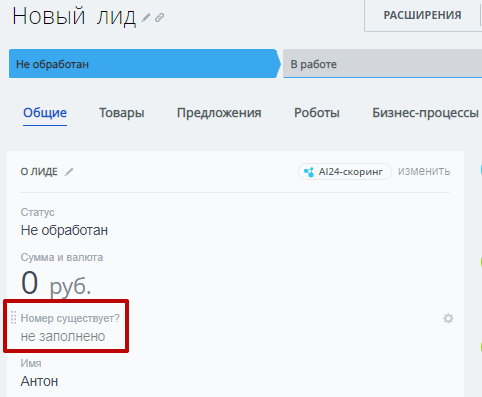 Новый лид
РАСШИРЕНИЯ
Не обработан
В работе
Общие Товары Предложения Роботы Бизнес-процессы
О ЛИДЕ AI24-скоринг изменить
Статус
Не обработан
Сумма и валюта
0 руб.
Номер существует?
не заполнено
Имя
Антон